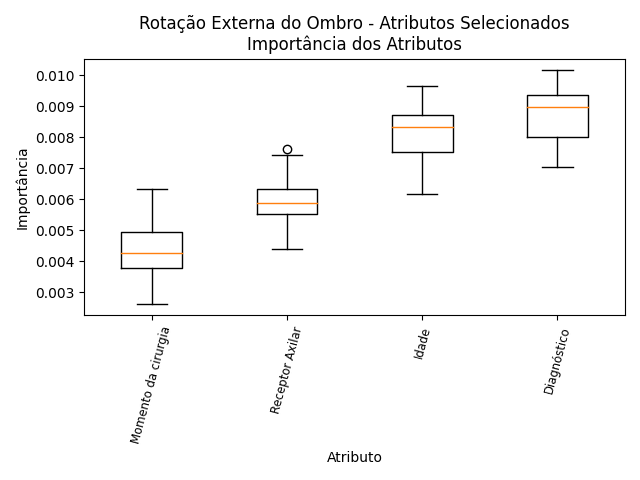 Rotação Externa do Ombro - Atributos Selecionados
Importância dos Atributos
Importância
0.010
0.009
0.008
0.007
0.006
0.005
0.004
0.003
Momento da cirurgia
Receptor Axilar
Idade
Diagnóstico
Atributo